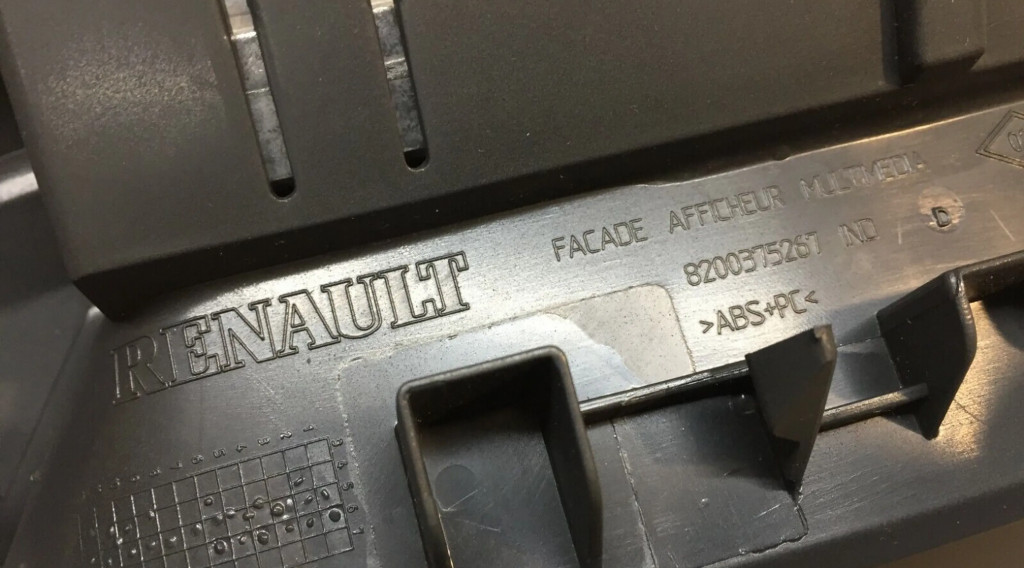 RENAULT
FACADE AFFICHEUR MULTIMEDIA
8200375267 IND D
>ABS+PC<